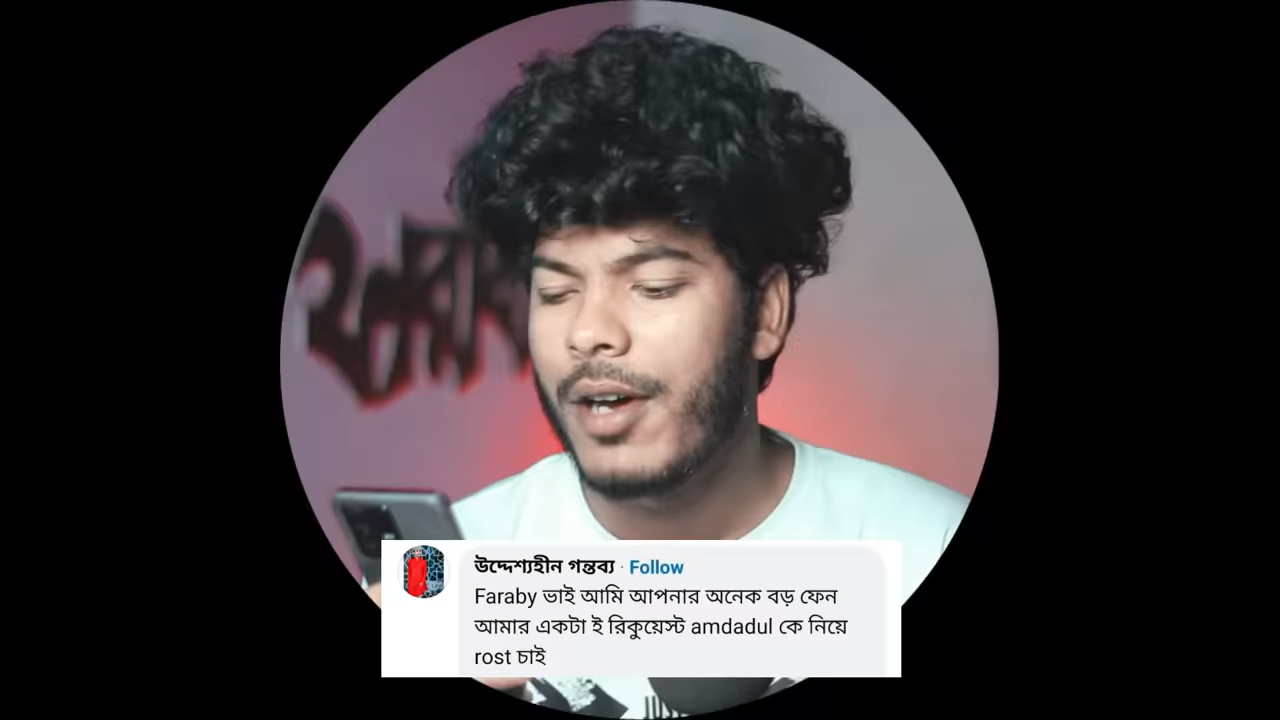 উদ্দেশ্যহীন গন্তব্য · Follow
Faraby ভাই আমি আপনার অনেক বড় ফেন
আমার একটা ই রিকুয়েস্ট amdadul কে নিয়ে
rost চাই